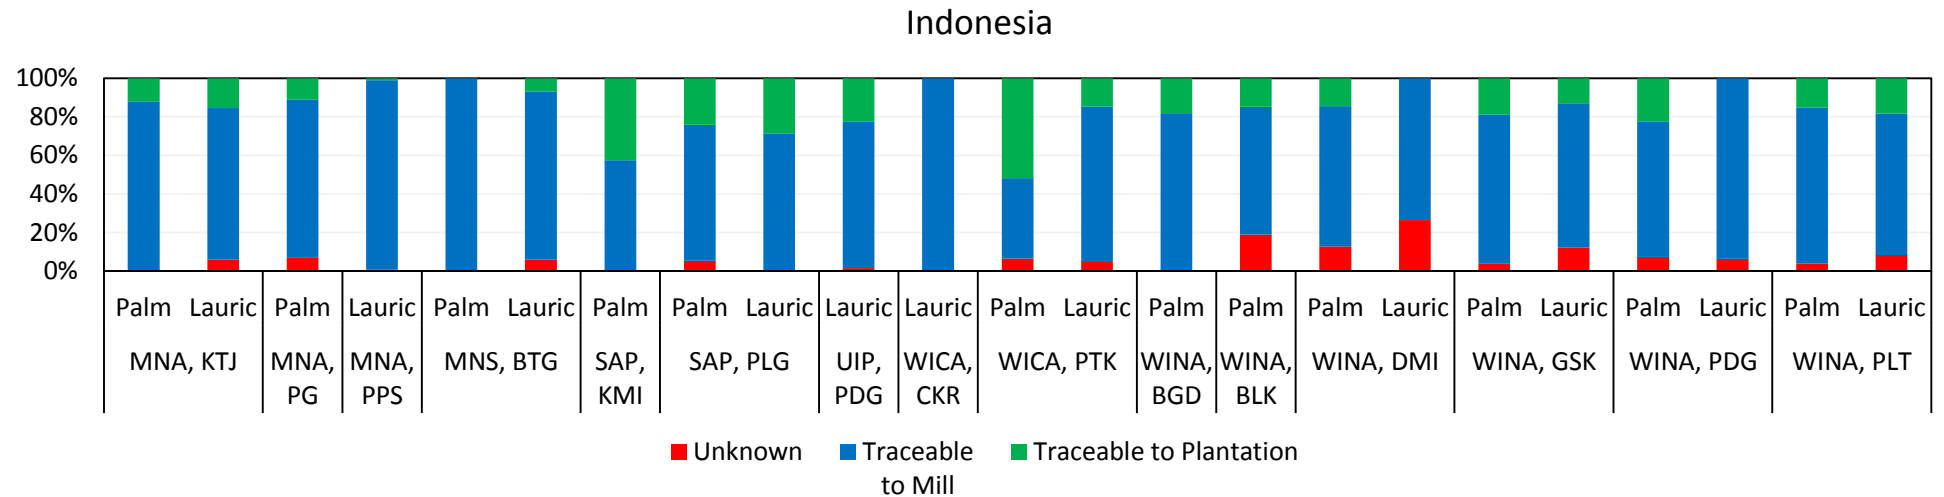 Indonesia
100%
80%
60%
40%
20%
0%
Palm Lauric Palm Lauric Palm Lauric Palm Palm Lauric Lauric Lauric Palm Lauric Palm Palm Palm Lauric Palm Lauric Palm Lauric Palm Lauric
MNA, KTJ MNA, MNA, MNS, BTG SAP, SAP, PLG UIP, WICA, WICA, PTK WINA, WINA, WINA, DMI WINA, GSK WINA, PDG WINA, PLT
PG PPS KMI PDG CKR BGD BLK
Unknown Traceable Traceable to Plantation
to Mill